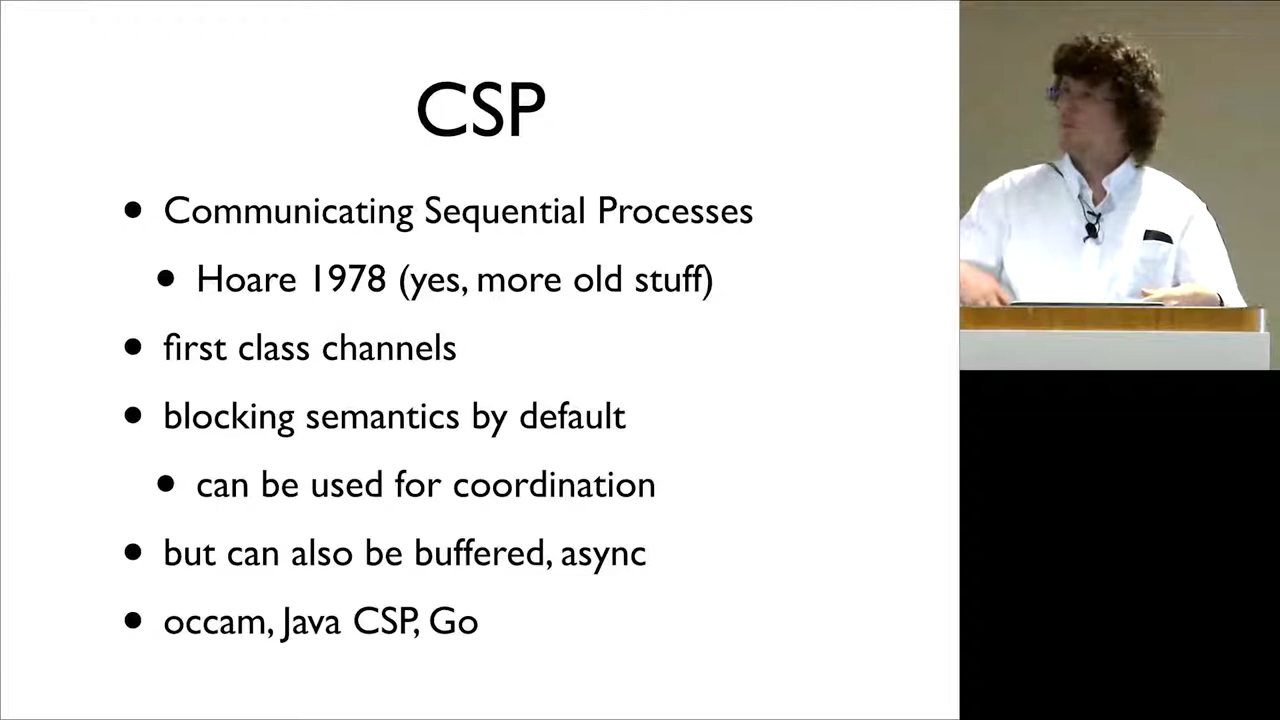 CSP
Communicating Sequential Processes
Hoare 1978 (yes, more old stuff)
first class channels
blocking semantics by default
can be used for coordination
but can also be buffered, async
occam, Java CSP, Go